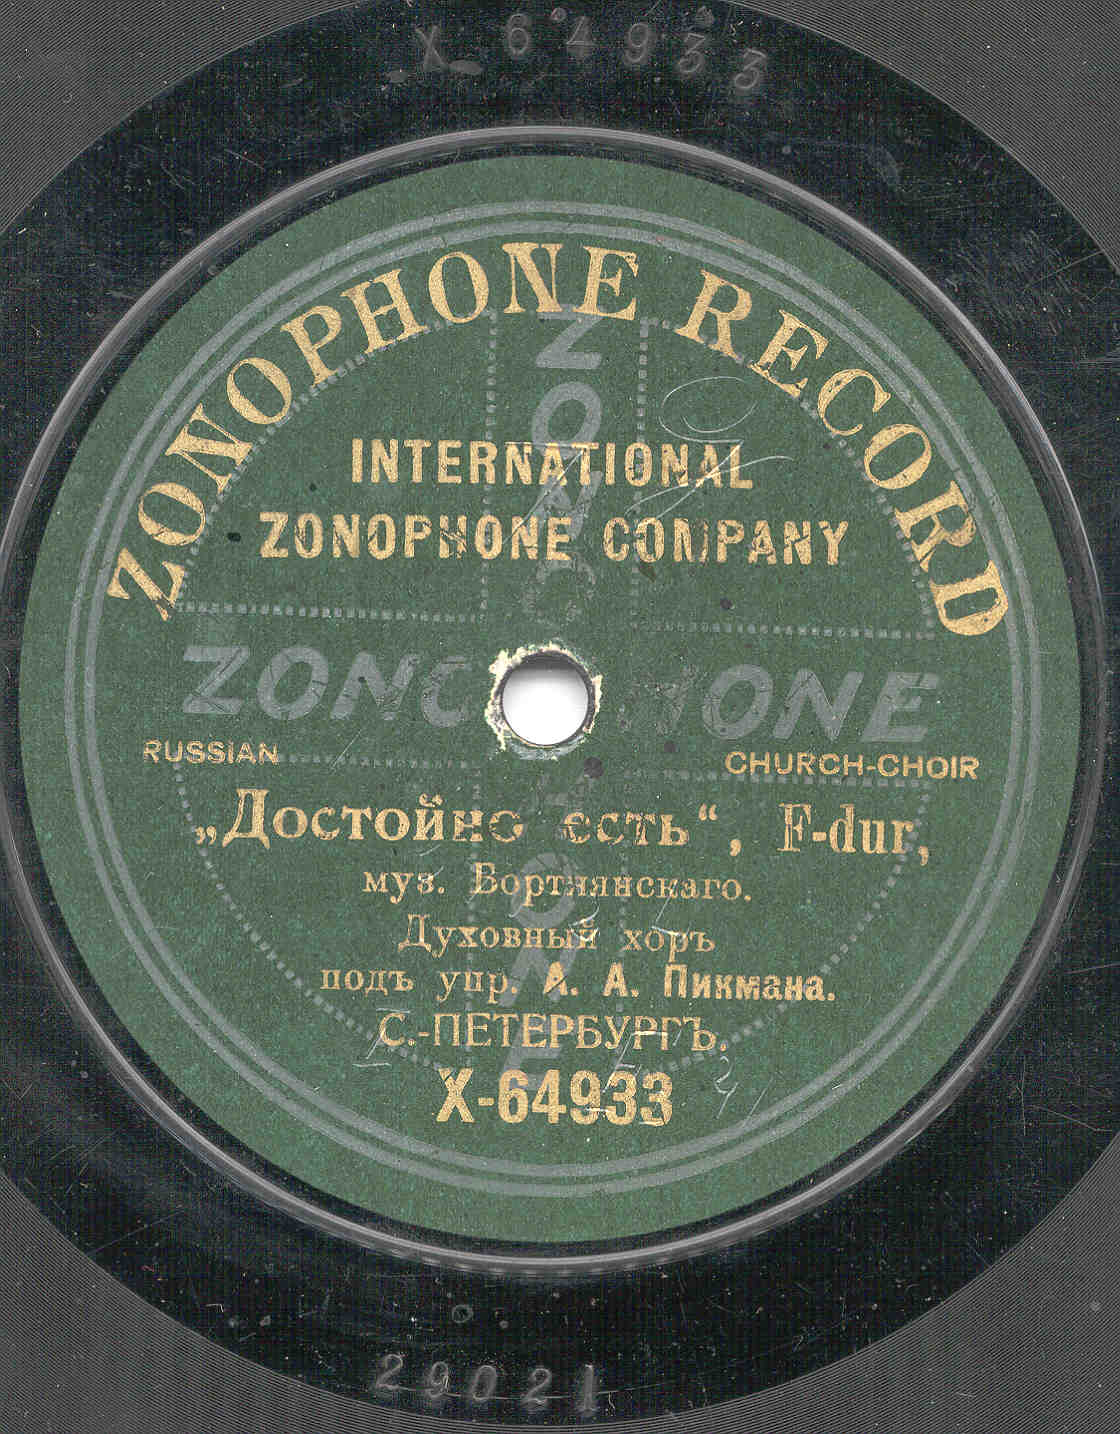 X 64933
ZONOPHONE RECORD
INTERNATIONAL
ZONOPHONE COMPANY
ZONOPHONE
ZONOPHONE
RUSSIAN
CHURCH-CHOIR
„Достойно есть“, F-dur,
муз. Бортнянскаго.
Духовный хоръ
подъ упр. А. А. Пикмана.
С.-ПЕТЕРБУРГЪ.
X-64933
29021